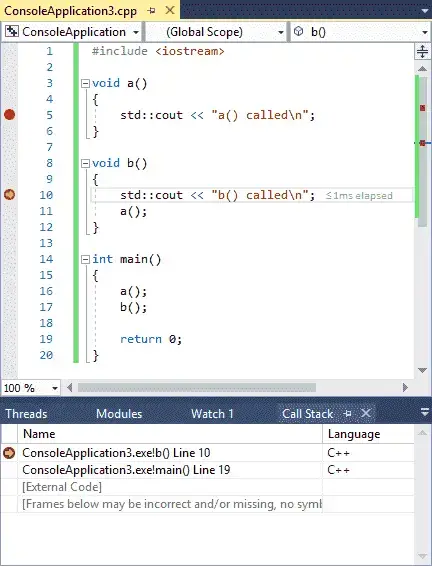 ConsoleApplication3.cpp
ConsoleApplication (Global Scope) b()
1 #include <iostream>
2
3 void a()
4 {
5 std::cout << "a() called\n";
6 }
7
8 void b()
9 {
10 std::cout << "b() called\n"; ≤1ms elapsed
11 a();
12 }
13
14 int main()
15 {
16 a();
17 b();
18
19 return 0;
20 }
100 %
Threads Modules Watch 1 Call Stack
Name Language
ConsoleApplication3.exe!b() Line 10 C++
ConsoleApplication3.exe!main() Line 19 C++
[External Code]
[Frames below may be incorrect and/or missing, no symb